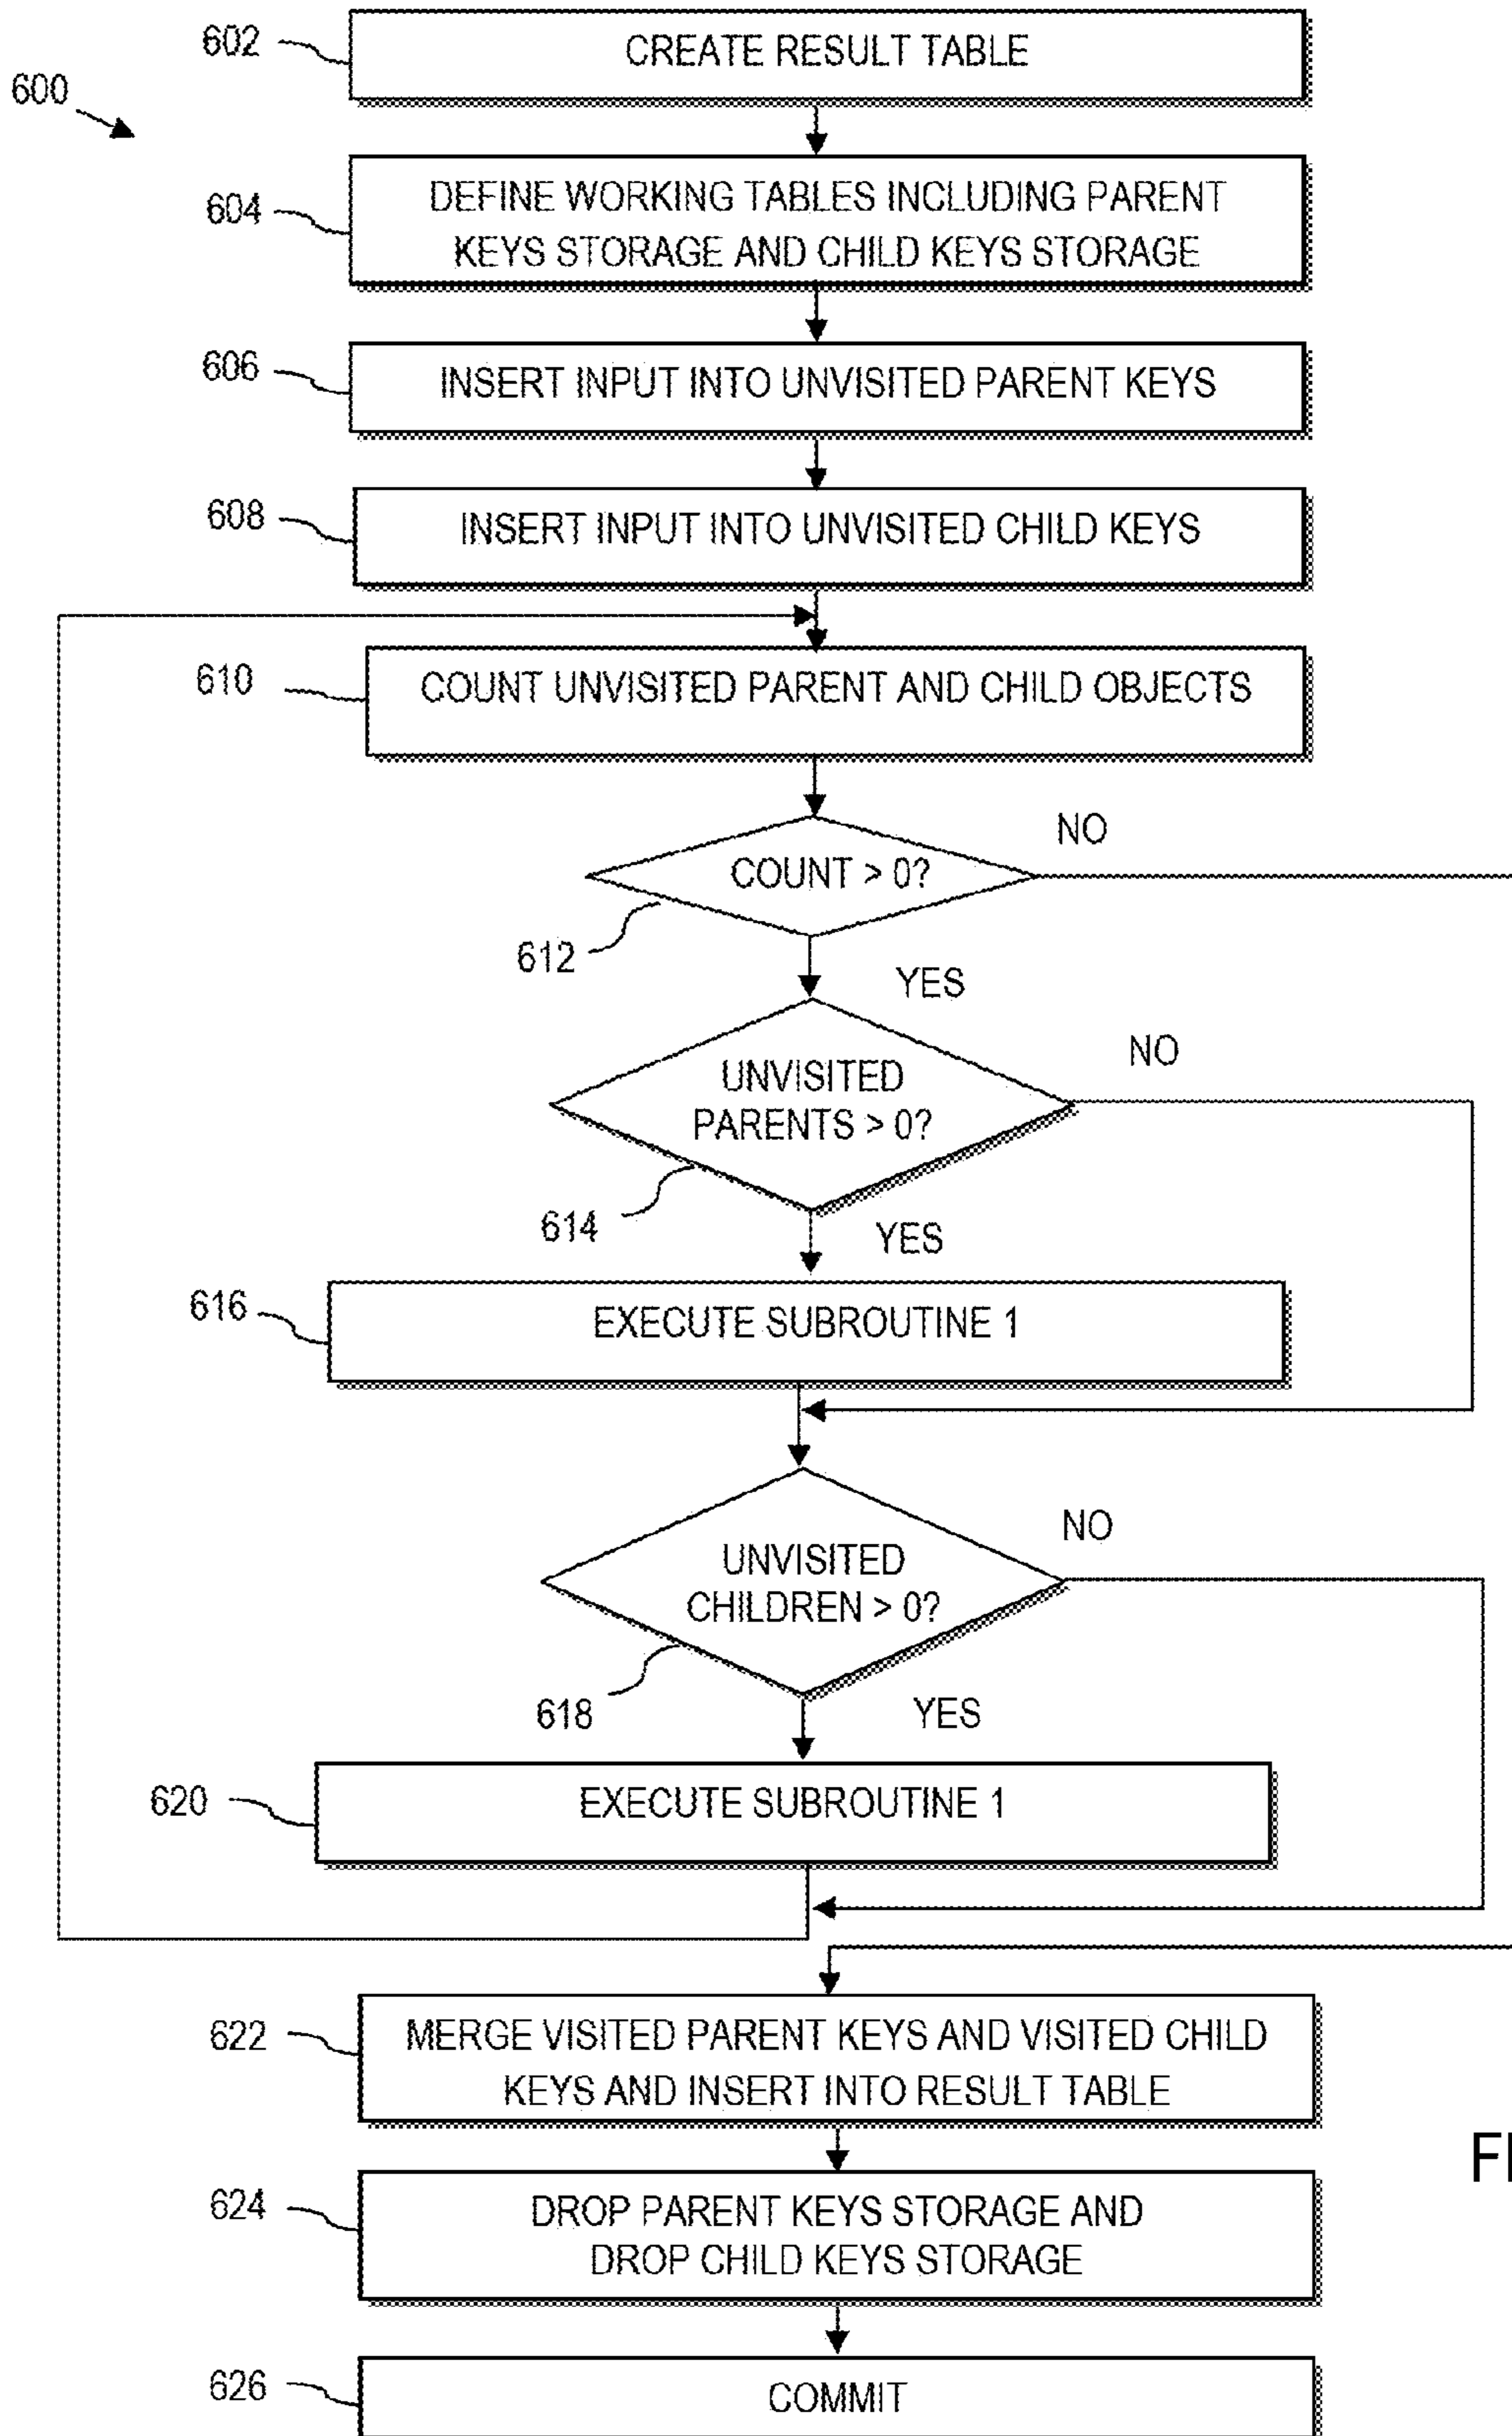 602
CREATE RESULT TABLE
600
604
DEFINE WORKING TABLES INCLUDING PARENT
KEYS STORAGE AND CHILD KEYS STORAGE
606
INSERT INPUT INTO UNVISITED PARENT KEYS
608
INSERT INPUT INTO UNVISITED CHILD KEYS
610
COUNT UNVISITED PARENT AND CHILD OBJECTS
NO
COUNT > 0?
612
YES
NO
UNVISITED
PARENTS > 0?
614
YES
616
EXECUTE SUBROUTINE 1
NO
UNVISITED
CHILDREN > 0?
618
YES
620
EXECUTE SUBROUTINE 1
622
MERGE VISITED PARENT KEYS AND VISITED CHILD
KEYS AND INSERT INTO RESULT TABLE
624
DROP PARENT KEYS STORAGE AND
DROP CHILD KEYS STORAGE
626
COMMIT